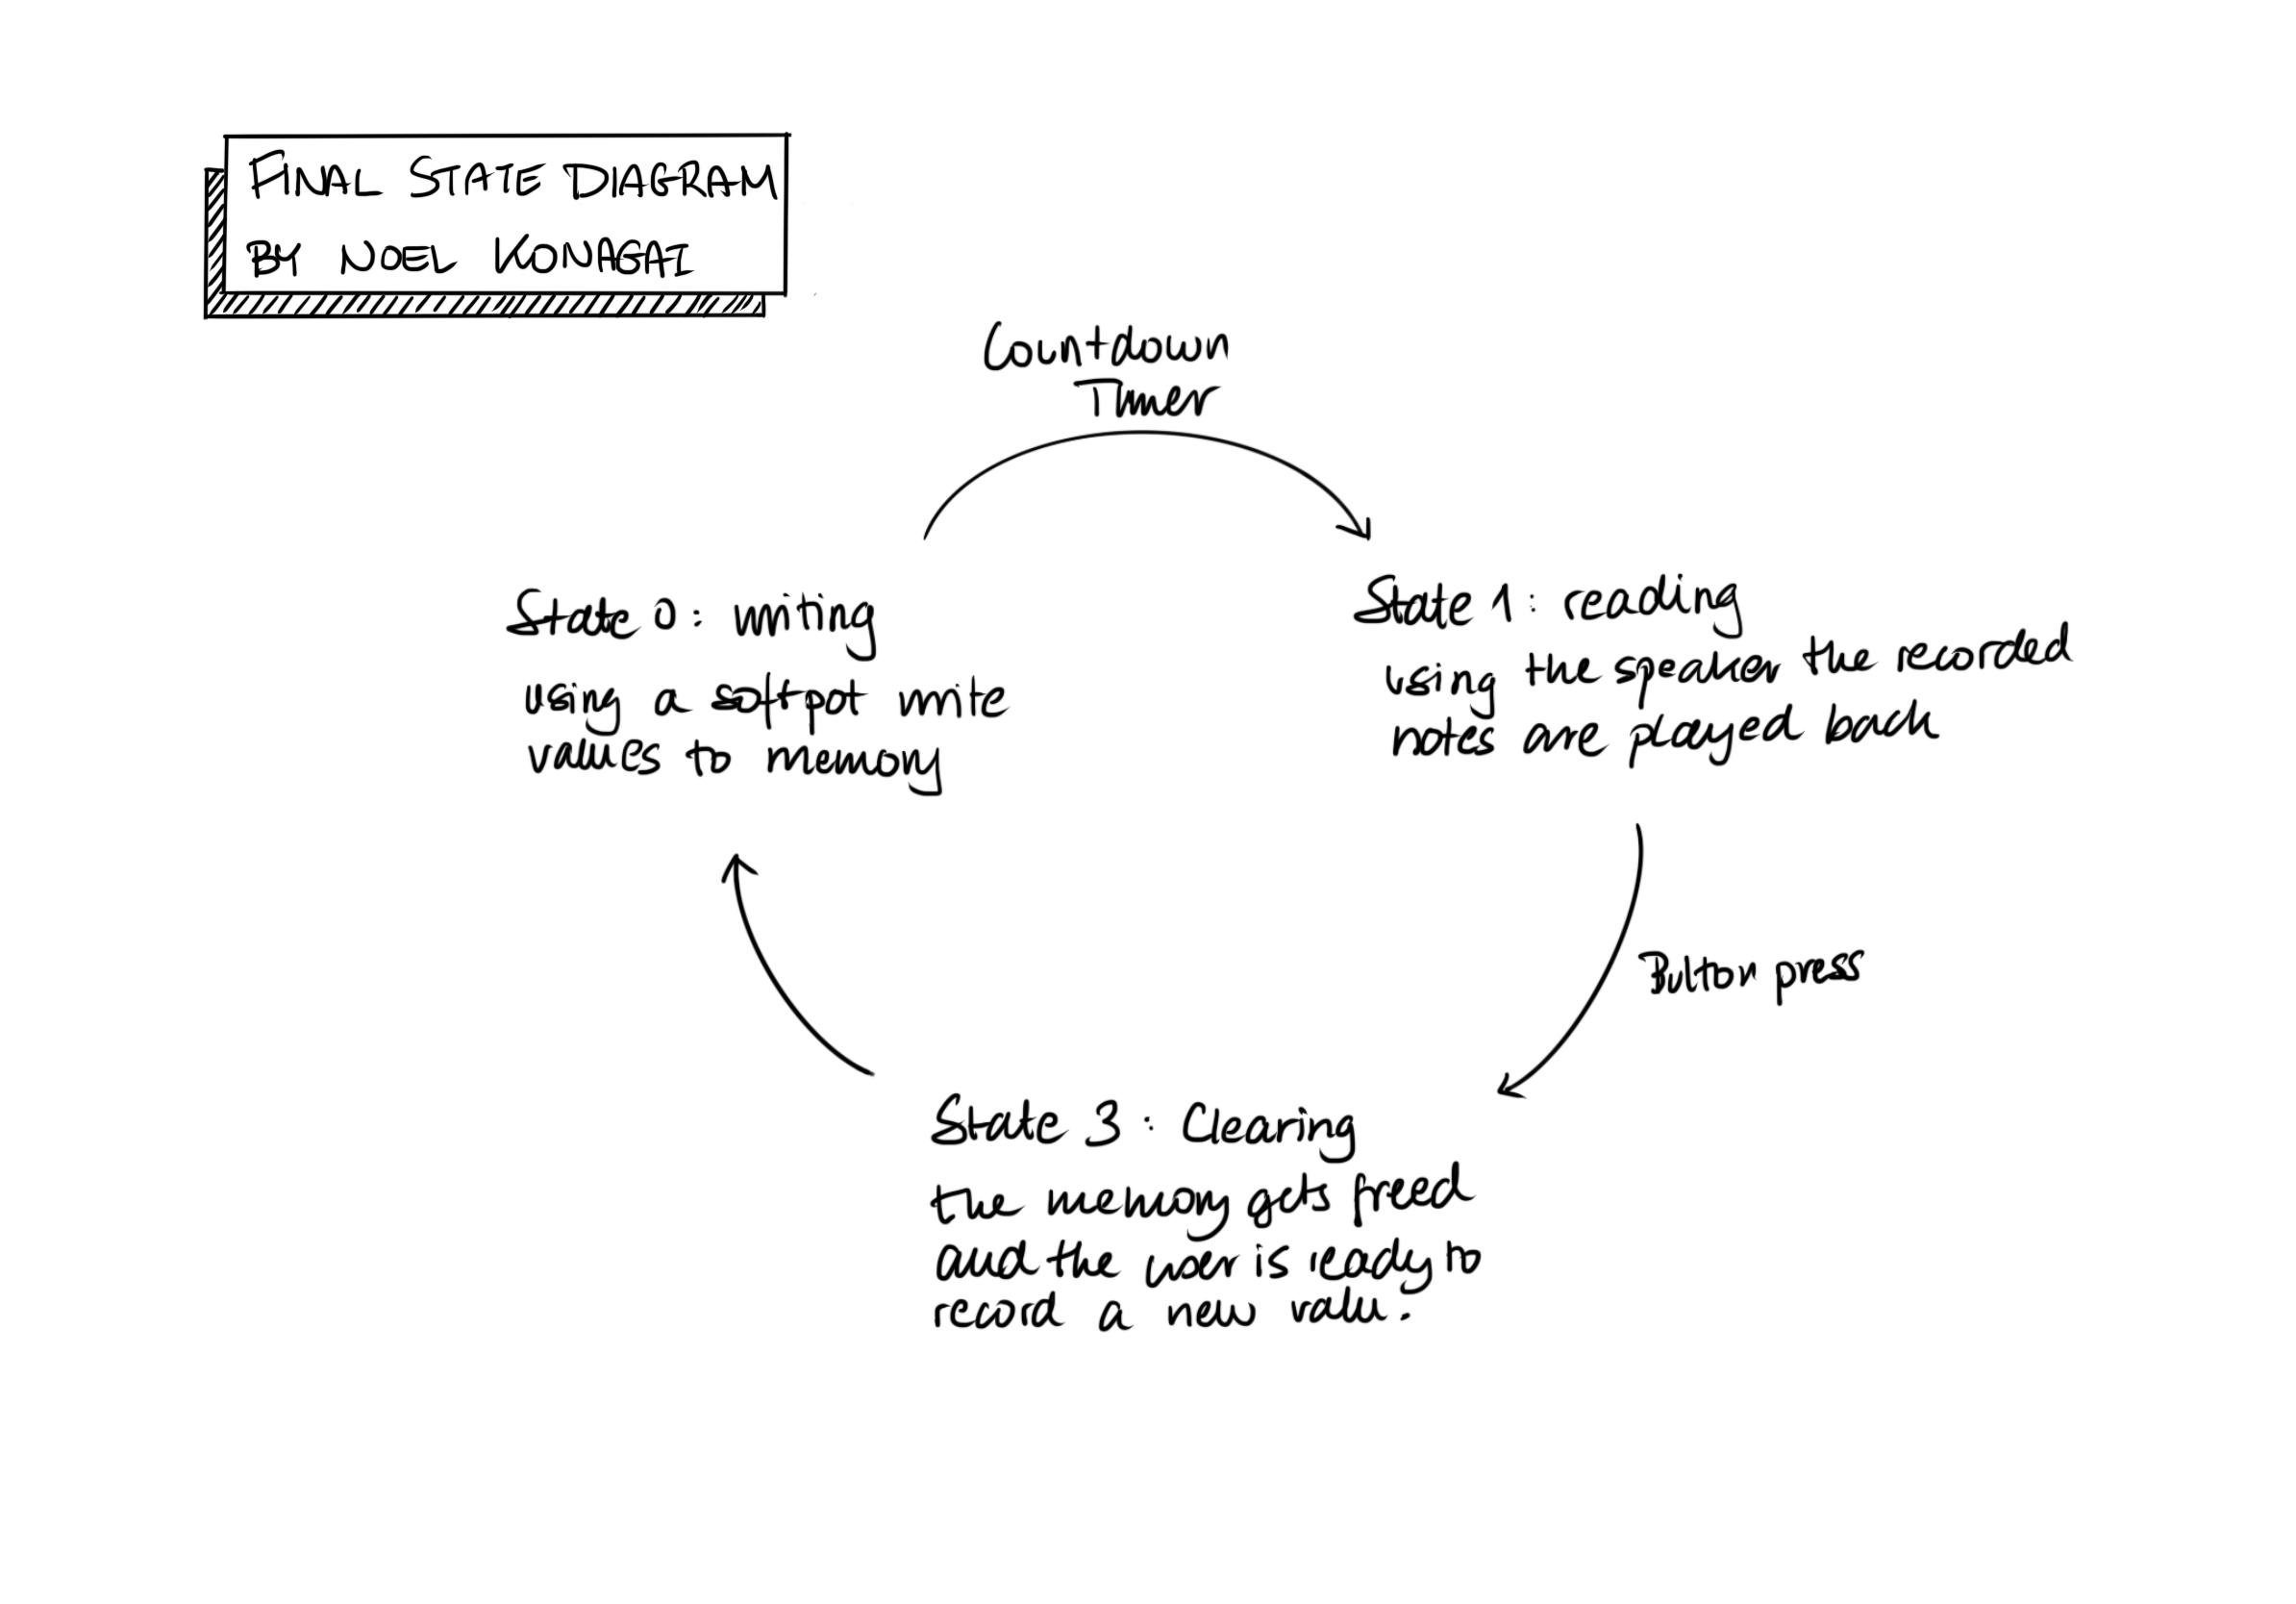 FINAL STATE DIAGRAM
BY NOEL KONAGAI
Countdown
Timer
State 0: writing
using a softpot write
values to memory
State 1: reading
using the speaker the recorded
notes are played back
Button press
State 3: Clearing
the memory gets freed
and the user is ready to
record a new value.